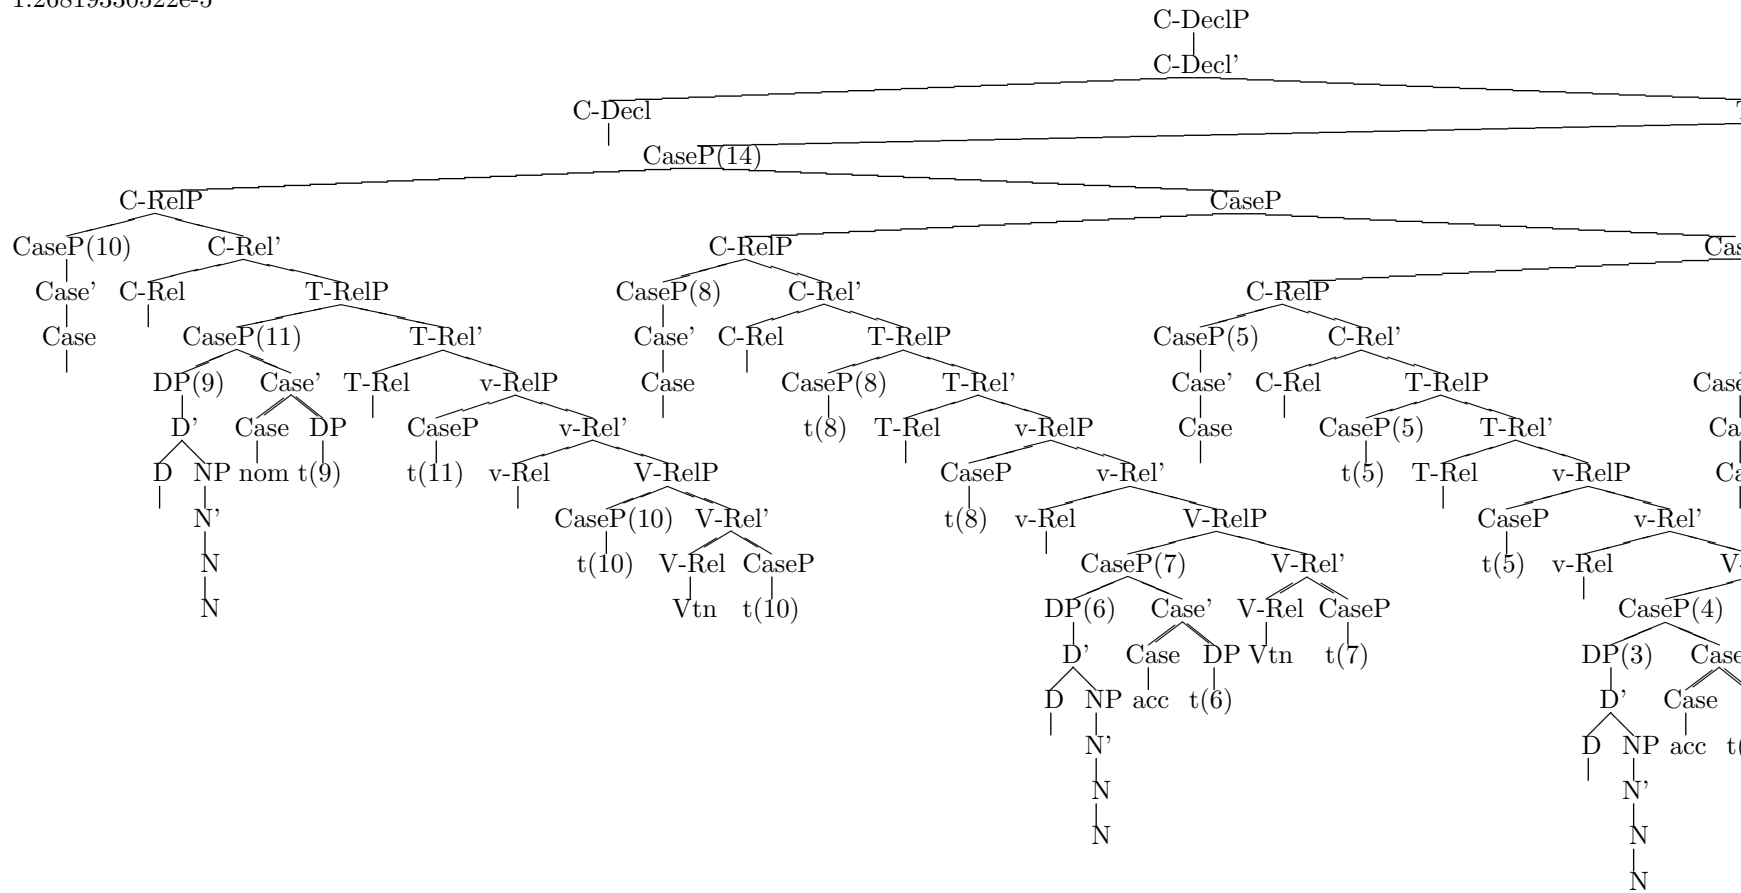 C-DeclP
C-Decl'
C-Decl
CaseP(14)
C-RelP CaseP
CaseP(10) C-Rel' C-RelP
Case' C-Rel T-RelP CaseP(8) C-Rel' C-RelP
Case CaseP(11) T-Rel' Case' C-Rel T-RelP CaseP(5) C-Rel'
DP(9) Case' T-Rel v-RelP Case CaseP(8) T-Rel' Case' C-Rel T-RelP
D' Case DP CaseP v-Rel' t(8) T-Rel v-RelP Case CaseP(5) T-Rel'
D NP nom t(9) t(11) v-Rel V-RelP CaseP v-Rel' t(5) T-Rel v-RelP
N' CaseP(10) V-Rel' t(8) v-Rel V-RelP CaseP v-Rel'
N t(10) V-Rel CaseP CaseP(7) V-Rel' t(5) v-Rel
N Vtn t(10) DP(6) Case' V-Rel CaseP CaseP(4)
D' Case DP Vtn t(7) DP(3) Case
D NP acc t(6) D' Case
N' D NP acc
N N'
N N
N